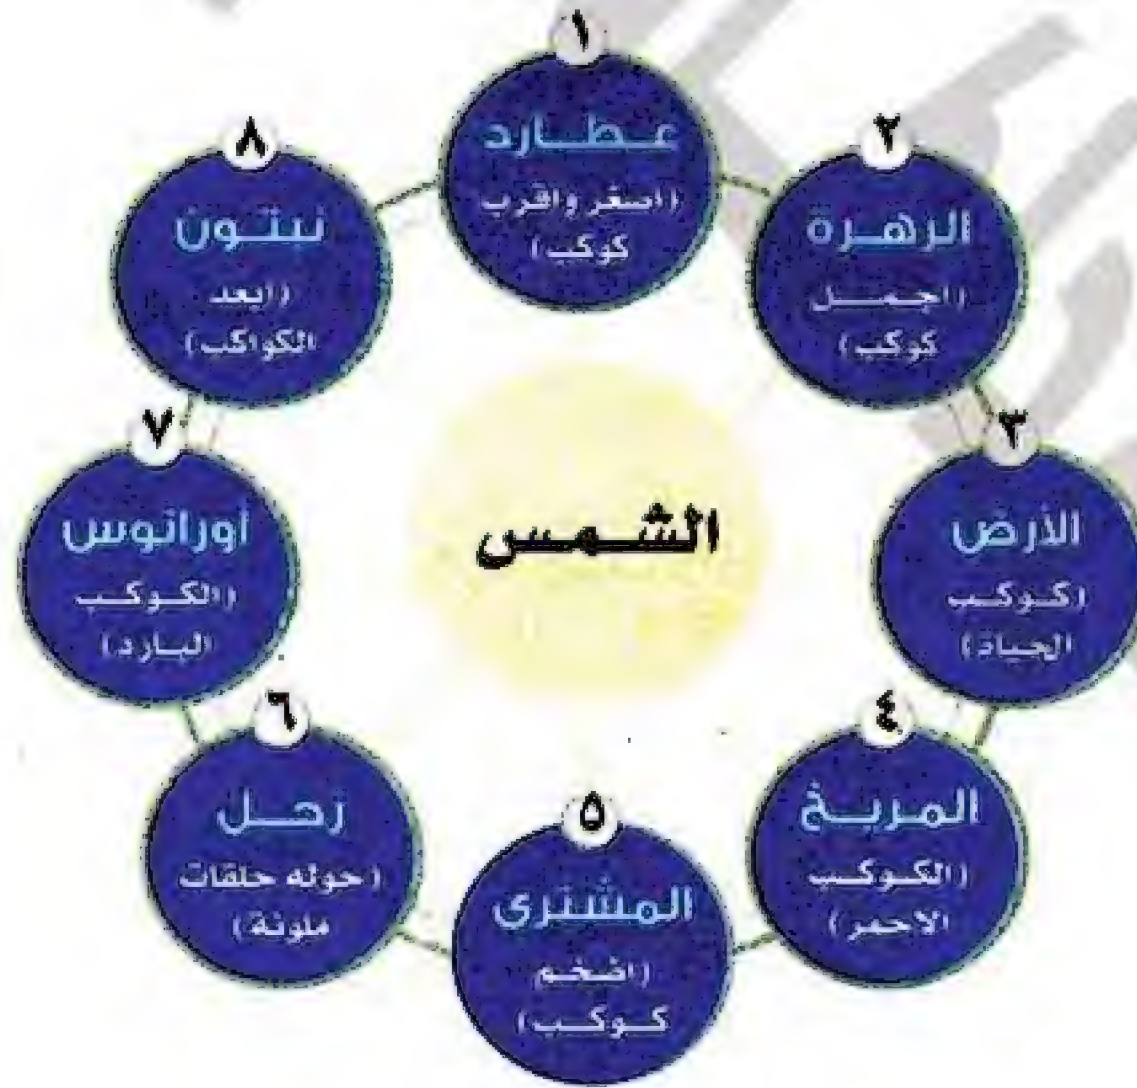 ١
عطارد
(اصغر واقرب
كوكب)
٢
الزهرة
(اجمل
كوكب)
٣
الأرض
(كوكب
الحياة)
٤
المريخ
(الكوكب
الاحمر)
٥
المشترى
(اضخم
كوكب)
٦
زحل
(حوله حلقات
ملونة)
٧
أورانوس
(الكوكب
البارد)
٨
نبتون
(ابعد
الكواكب)
الشمس